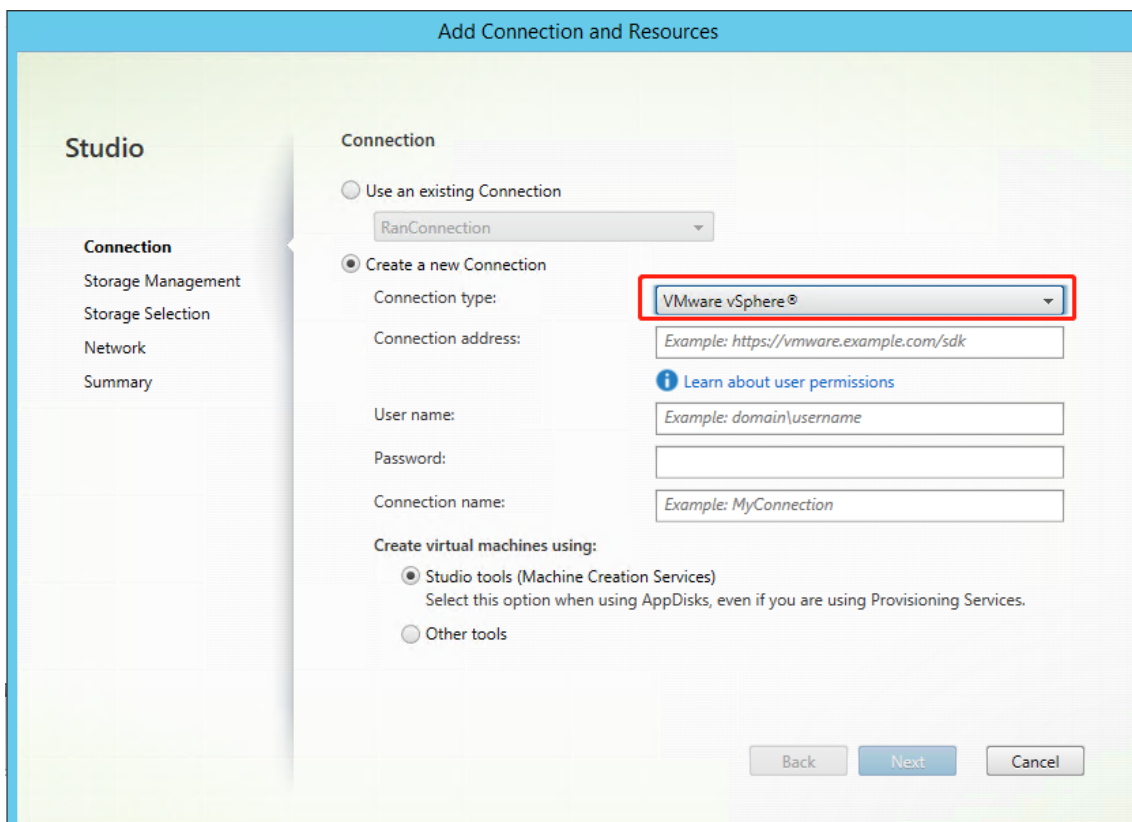 Add Connection and Resources
Studio
Connection
Storage Management
Storage Selection
Network
Summary
Connection
Use an existing Connection
RanConnection
Create a new Connection
Connection type:
VMware vSphere®
Connection address:
Example: https://vmware.example.com/sdk
Learn about user permissions
User name:
Example: domain\username
Password:
Connection name:
Example: MyConnection
Create virtual machines using:
Studio tools (Machine Creation Services)
Select this option when using AppDisks, even if you are using Provisioning Services.
Other tools
Back
Next
Cancel